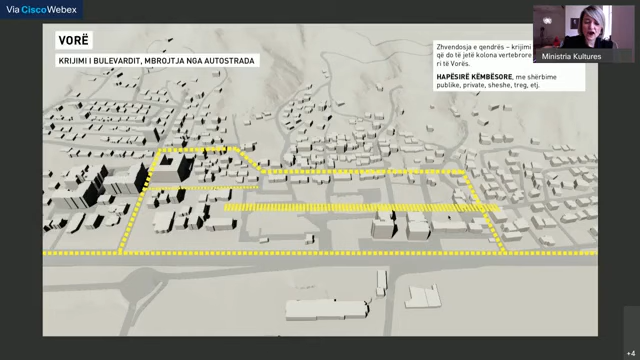 Via Cisco Webex
VORË
KRIJIMI I BULEVARDIT, MBROJTJA NGA AUTOSTRADA
Zhvendosja e qendrës – krijimi
që do të jetë kolona vertebrore
ri të Vorës.
HAPËSIRË KËMBËSORE, me shërbime
publike, private, sheshe, treg, etj.
Ministria Kultures
+4